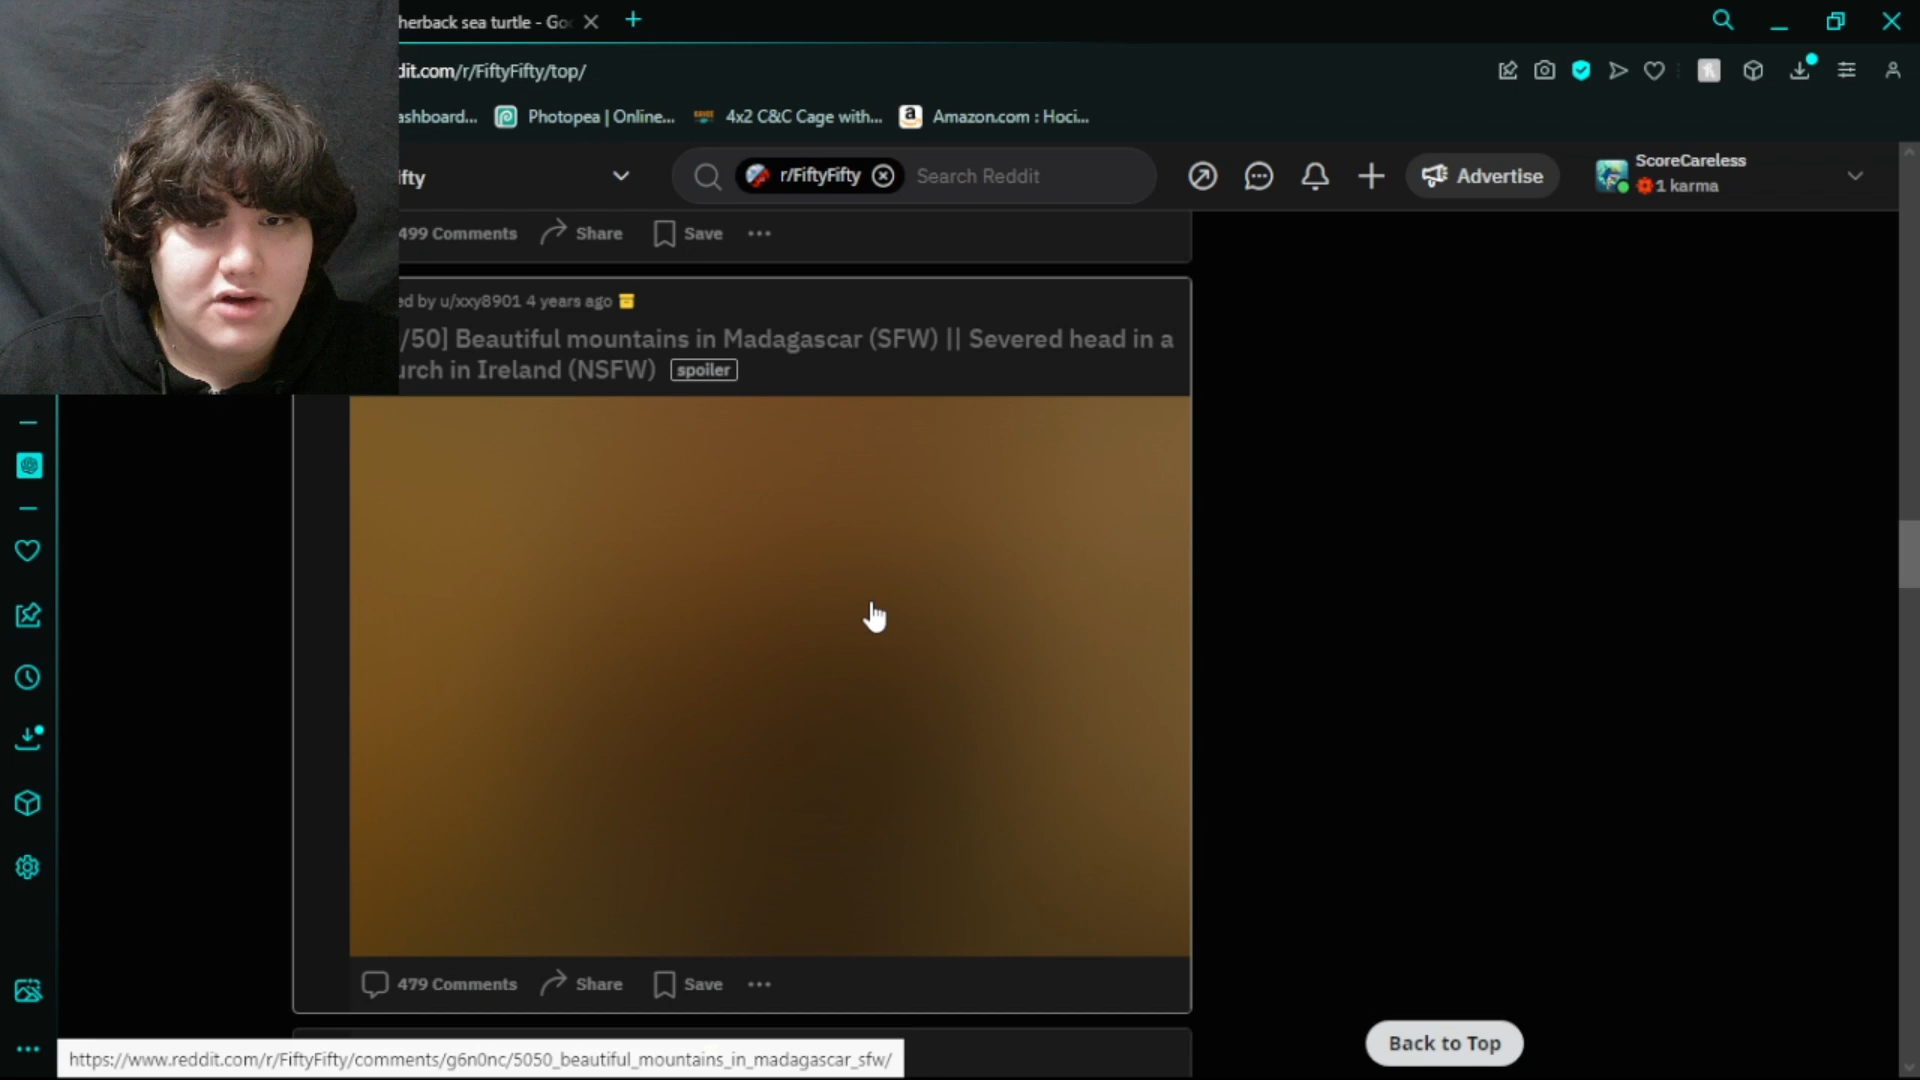 herback sea turtle - Go
dit.com/r/FiftyFifty/top/
ashboard...
Photopea | Online...
4x2 C&C Cage with...
Amazon.com : Hoci...
ifty
r/FiftyFifty
Search Reddit
Advertise
ScoreCareless
1 karma
499 Comments
Share
Save
ed by u/xxy8901 4 years ago
/50] Beautiful mountains in Madagascar (SFW) || Severed head in a
urch in Ireland (NSFW) spoiler
479 Comments
Share
Save
Back to Top
https://www.reddit.com/r/FiftyFifty/comments/g6n0nc/5050_beautiful_mountains_in_madagascar_sfw/